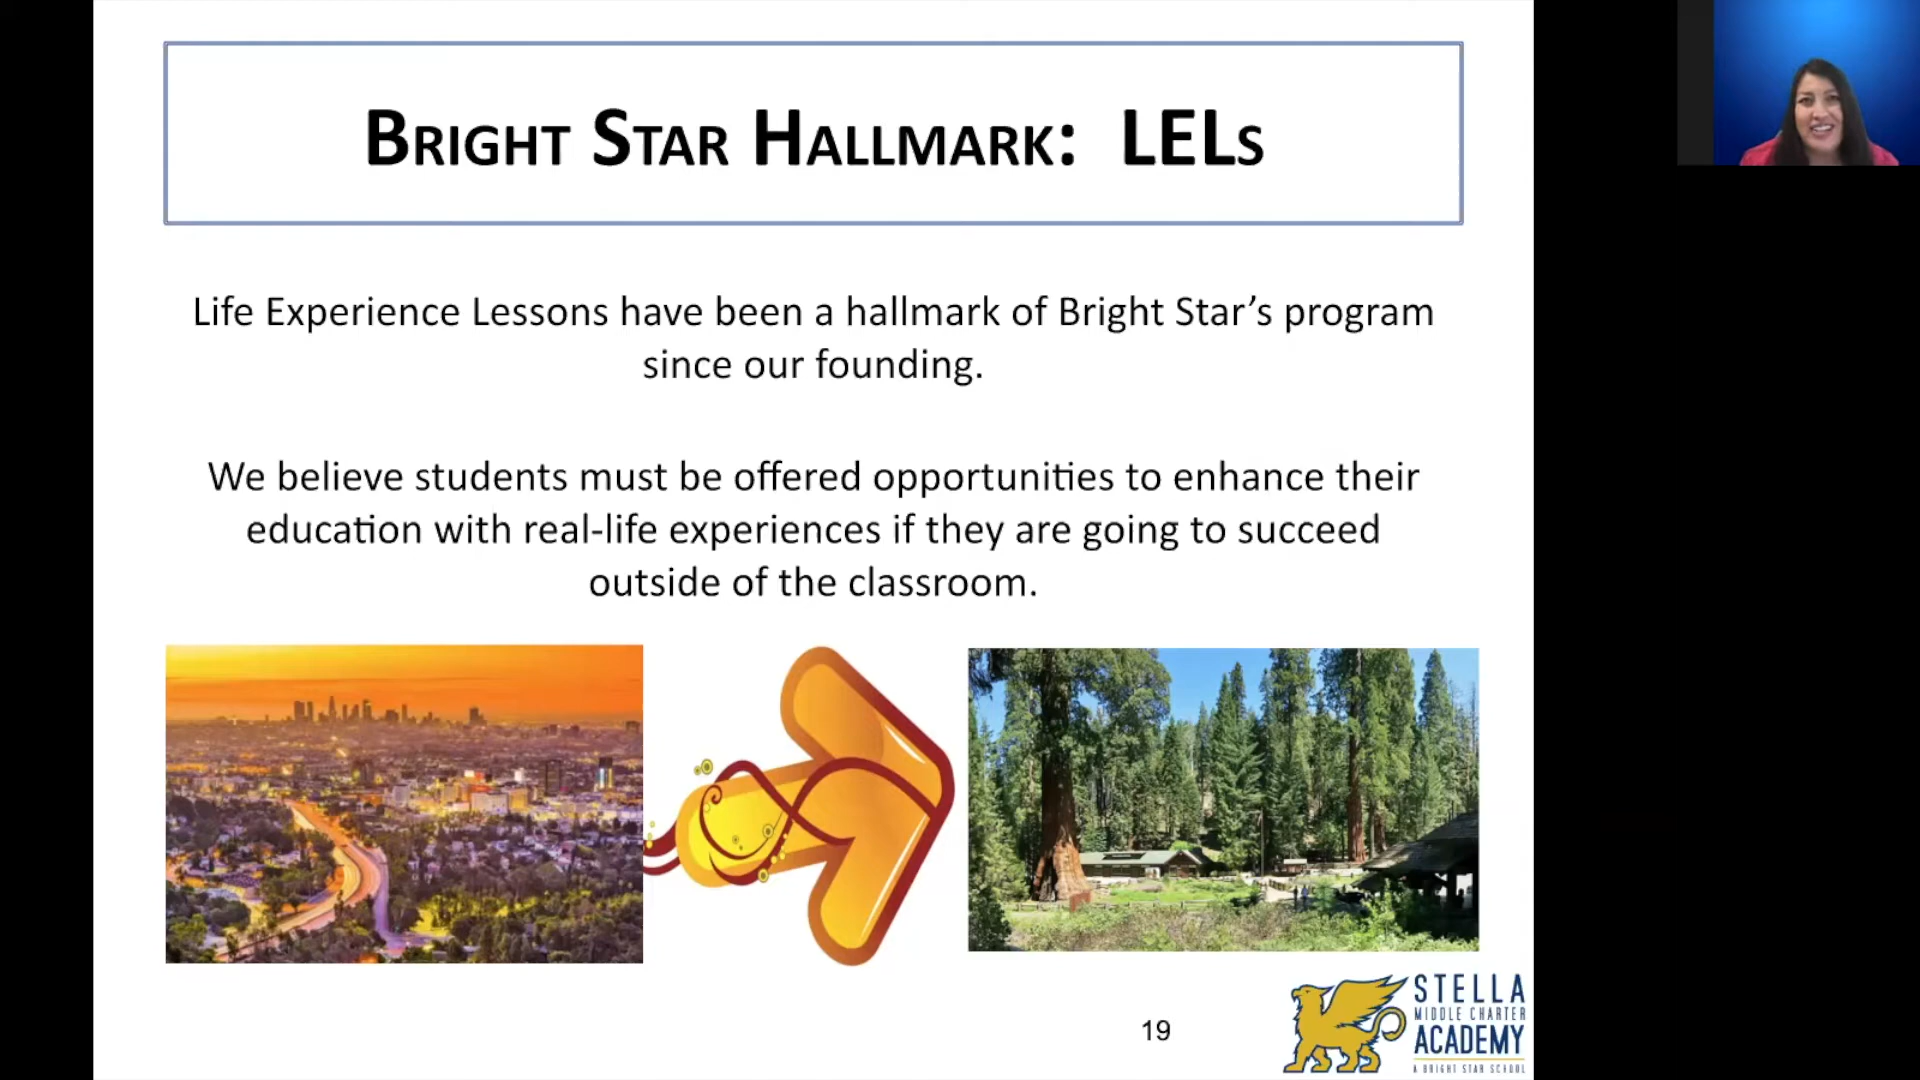 BRIGHT STAR HALLMARK: LELS
Life Experience Lessons have been a hallmark of Bright Star’s program
since our founding.
We believe students must be offered opportunities to enhance their
education with real-life experiences if they are going to succeed
outside of the classroom.
19
STELLA
MIDDLE CHARTER
ACADEMY
A BRIGHT STAR SCHOOL